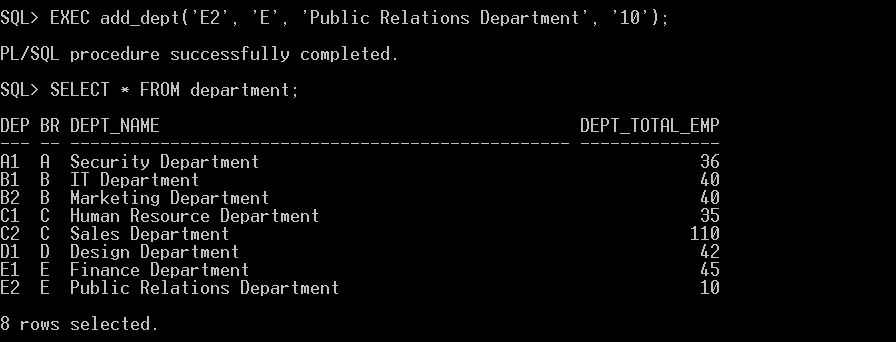 SQL> EXEC add_dept('E2', 'E', 'Public Relations Department', '10');
PL/SQL procedure successfully completed.
SQL> SELECT * FROM department;
DEP BR DEPT_NAME                                          DEPT_TOTAL_EMP
--- -- -------------------------------------------------- --------------
A1  A  Security Department                                            36
B1  B  IT Department                                                  40
B2  B  Marketing Department                                           40
C1  C  Human Resource Department                                      35
C2  C  Sales Department                                              110
D1  D  Design Department                                              42
E1  E  Finance Department                                             45
E2  E  Public Relations Department                                    10
8 rows selected.